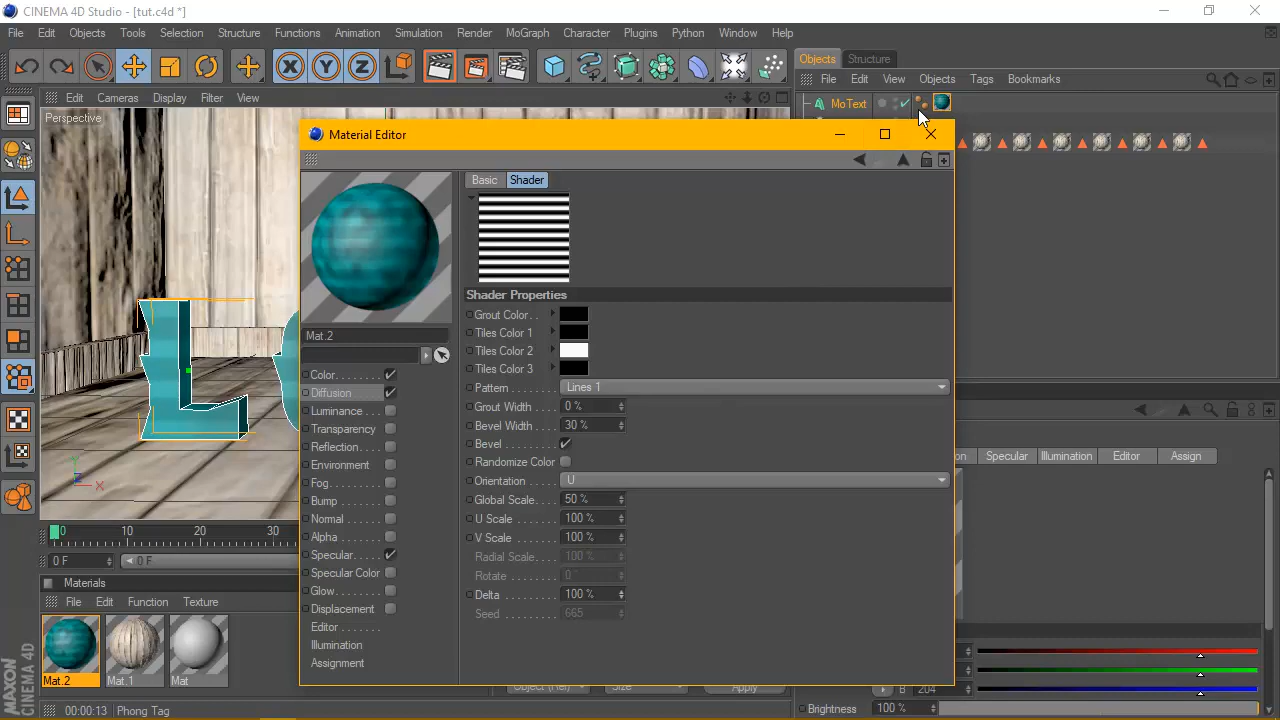 CINEMA 4D Studio - [tut.c4d *]
File Edit Objects Tools Selection Structure Functions Animation Simulation Render MoGraph Character Plugins Python Window Help
X Y Z
Objects Structure
File Edit View Objects Tags Bookmarks
Edit Cameras Display Filter View
MoText
Perspective
Material Editor
Basic Shader
Shader Properties
Grout Color. .
Tiles Color 1
Tiles Color 2
Tiles Color 3
Pattern Lines 1
Grout Width 0 %
Bevel Width 30 %
Bevel
Randomize Color
Orientation U
Global Scale 50 %
U Scale 100 %
V Scale 100 %
Radial Scale 100 %
Rotate 0°
Delta 100 %
Seed 665
Mat.2
Color
Diffusion
Luminance
Transparency
Reflection
Environment
Fog
Bump
Normal
Alpha
Specular
Specular Color
Glow
Displacement
Editor
Illumination
Assignment
on Specular Illumination Editor Assign
0 10 20 30
0 F 0 F
Materials
File Edit Function Texture
Mat.2 Mat.1 Mat
Object (Rel) Size Apply
B 204
Brightness 100 %
MAXON
CINEMA 4D
00:00:13 Phong Tag